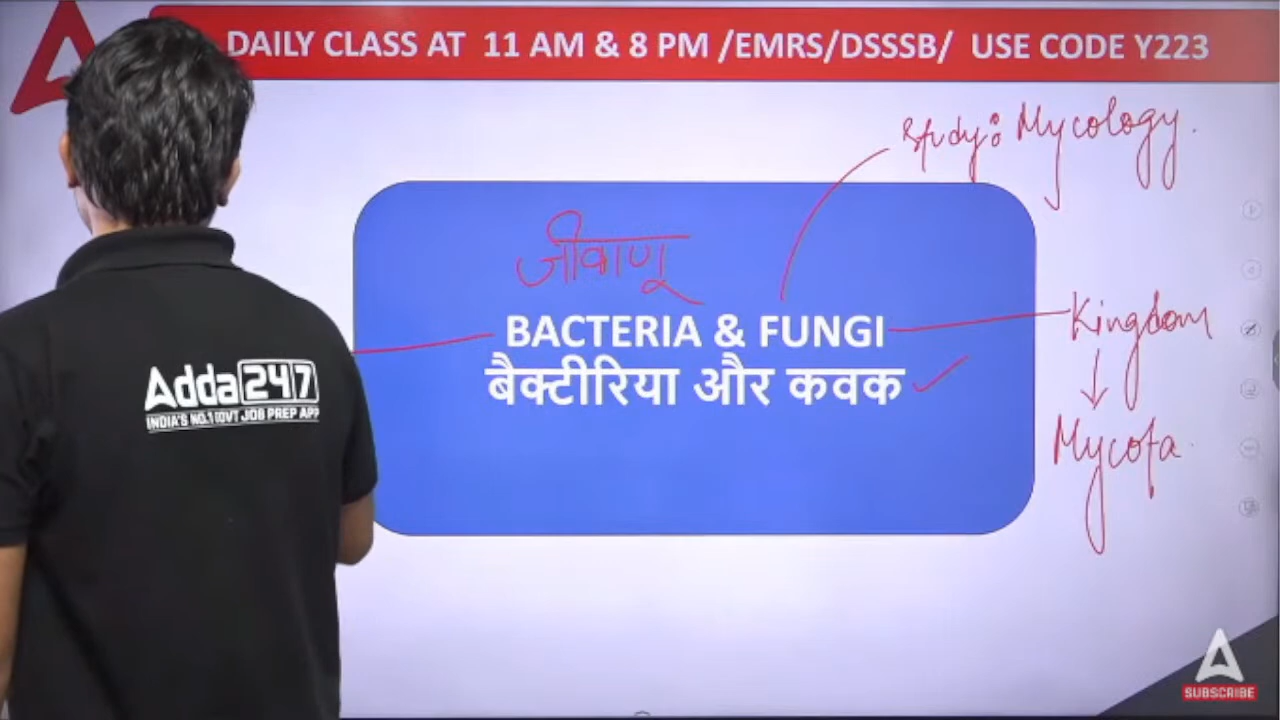 DAILY CLASS AT 11 AM & 8 PM /EMRS/DSSSB/ USE CODE Y223
Study: Mycology.
जीवाणू
BACTERIA & FUNGI
Kingdom
बैक्टीरिया और कवक
Mycota
Adda247
INDIA'S NO.1 GOVT JOB PREP APP
SUBSCRIBE